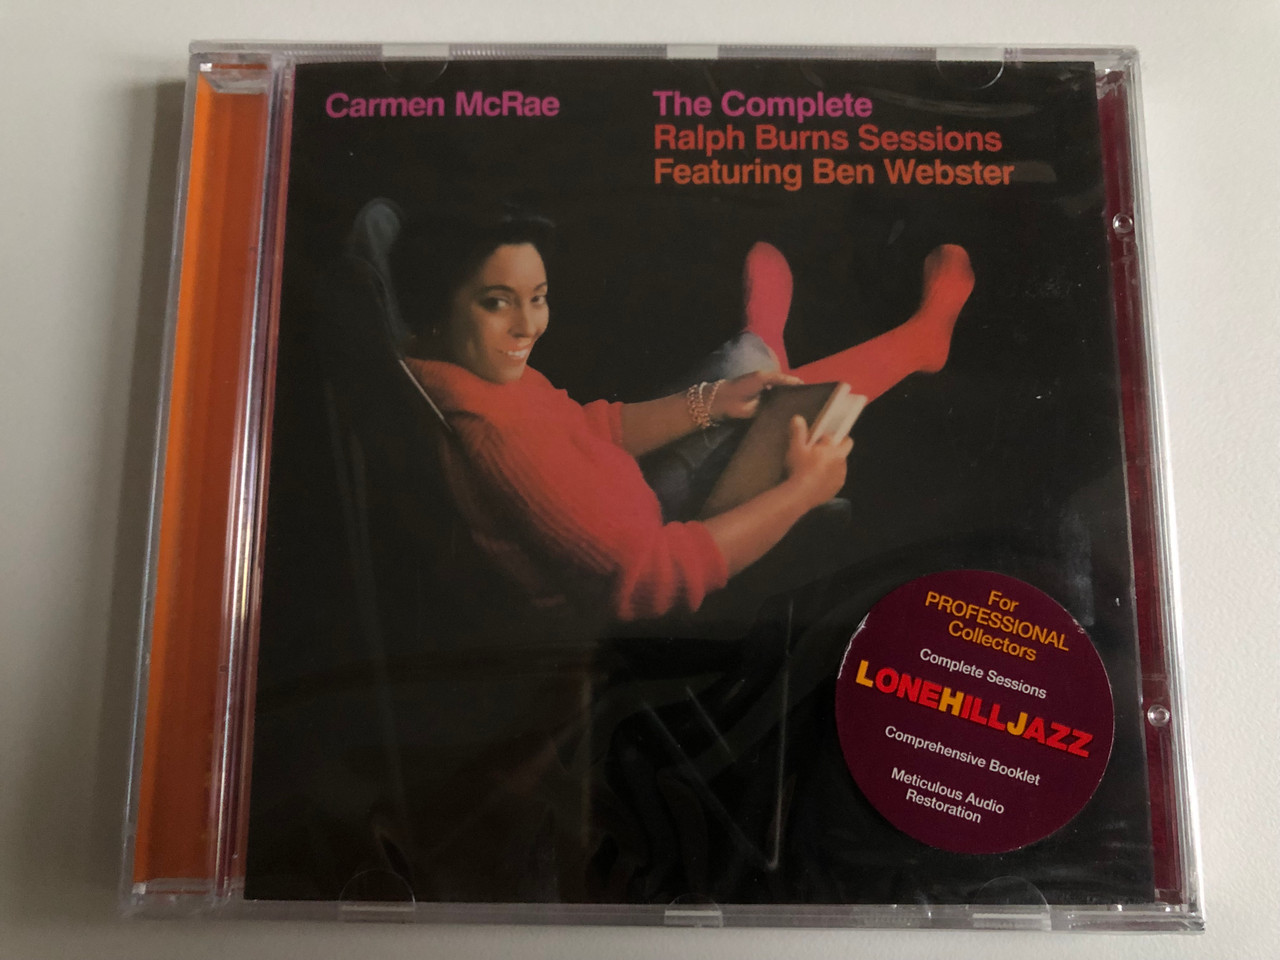 Carmen McRae
The Complete
Ralph Burns Sessions
Featuring Ben Webster
For
PROFESSIONAL
Collectors
Complete Sessions
LONEHILLJAZZ
Comprehensive Booklet
Meticulous Audio
Restoration